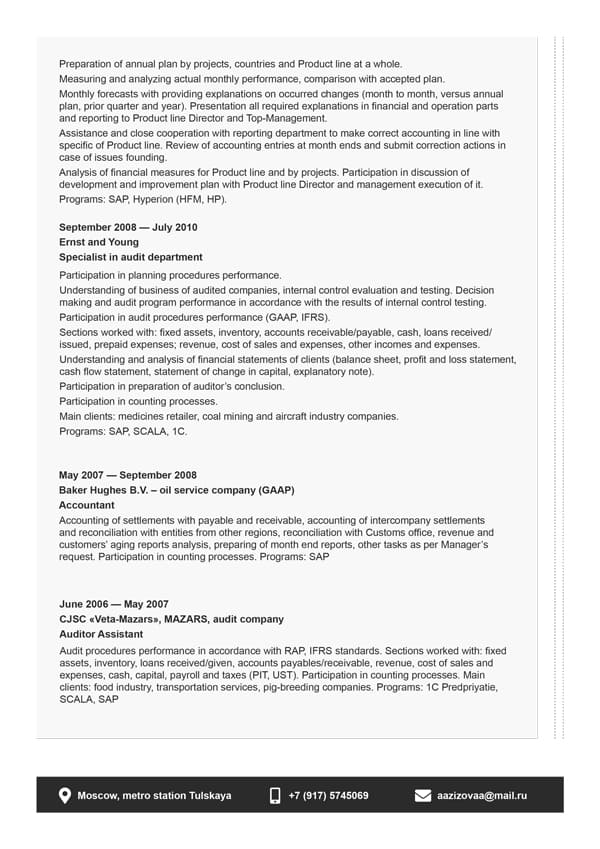 Preparation of annual plan by projects, countries and Product line at a whole.
Measuring and analyzing actual monthly performance, comparison with accepted plan.
Monthly forecasts with providing explanations on occurred changes (month to month, versus annual
plan, prior quarter and year). Presentation all required explanations in financial and operation parts
and reporting to Product line Director and Top-Management.
Assistance and close cooperation with reporting department to make correct accounting in line with
specific of Product line. Review of accounting entries at month ends and submit correction actions in
case of issues founding.
Analysis of financial measures for Product line and by projects. Participation in discussion of
development and improvement plan with Product line Director and management execution of it.
Programs: SAP, Hyperion (HFM, HP).
September 2008 — July 2010
Ernst and Young
Specialist in audit department
Participation in planning procedures performance.
Understanding of business of audited companies, internal control evaluation and testing. Decision
making and audit program performance in accordance with the results of internal control testing.
Participation in audit procedures performance (GAAP, IFRS).
Sections worked with: fixed assets, inventory, accounts receivable/payable, cash, loans received/
issued, prepaid expenses; revenue, cost of sales and expenses, other incomes and expenses.
Understanding and analysis of financial statements of clients (balance sheet, profit and loss statement,
cash flow statement, statement of change in capital, explanatory note).
Participation in preparation of auditor's conclusion.
Participation in counting processes.
Main clients: medicines retailer, coal mining and aircraft industry companies.
Programs: SAP, SCALA, 1C.
May 2007 — September 2008
Baker Hughes B.V. – oil service company (GAAP)
Accountant
Accounting of settlements with payable and receivable, accounting of intercompany settlements
and reconciliation with entities from other regions, reconciliation with Customs office, revenue and
customers' aging reports analysis, preparing of month end reports, other tasks as per Manager's
request. Participation in counting processes. Programs: SAP
June 2006 — May 2007
CJSC «Veta-Mazars», MAZARS, audit company
Auditor Assistant
Audit procedures performance in accordance with RAP, IFRS standards. Sections worked with: fixed
assets, inventory, loans received/given, accounts payables/receivable, revenue, cost of sales and
expenses, cash, capital, payroll and taxes (PIT, UST). Participation in counting processes. Main
clients: food industry, transportation services, pig-breeding companies. Programs: 1C Predpriyatie,
SCALA, SAP
Moscow, metro station Tulskaya +7 (917) 5745069 aazizovaa@mail.ru